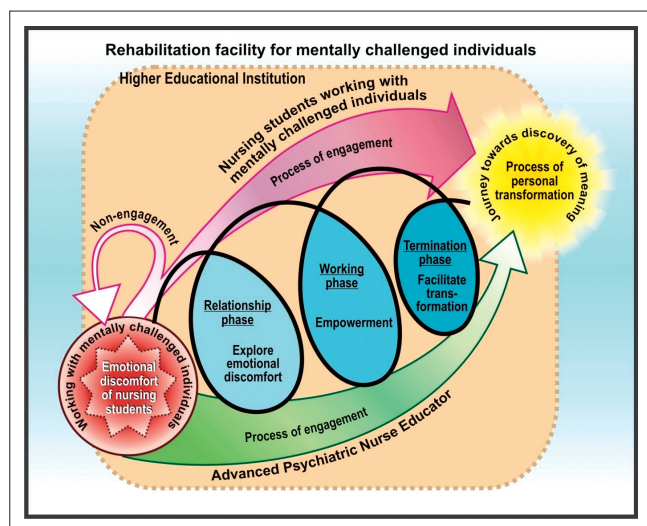 Rehabilitation facility for mentally challenged individuals
Higher Educational Institution
Nursing students working with
mentally challenged individuals
Process of engagement
Non-engagement
Journey towards discovery of meaning
Process of
personal
transformation
Relationship
phase
Explore
emotional
discomfort
Working
phase
Empowerment
Termination
phase
Facilitate
trans-
formation
Working with mentally challenged individuals
Emotional
discomfort
of nursing
students
Process of engagement
Advanced Psychiatric Nurse Educator